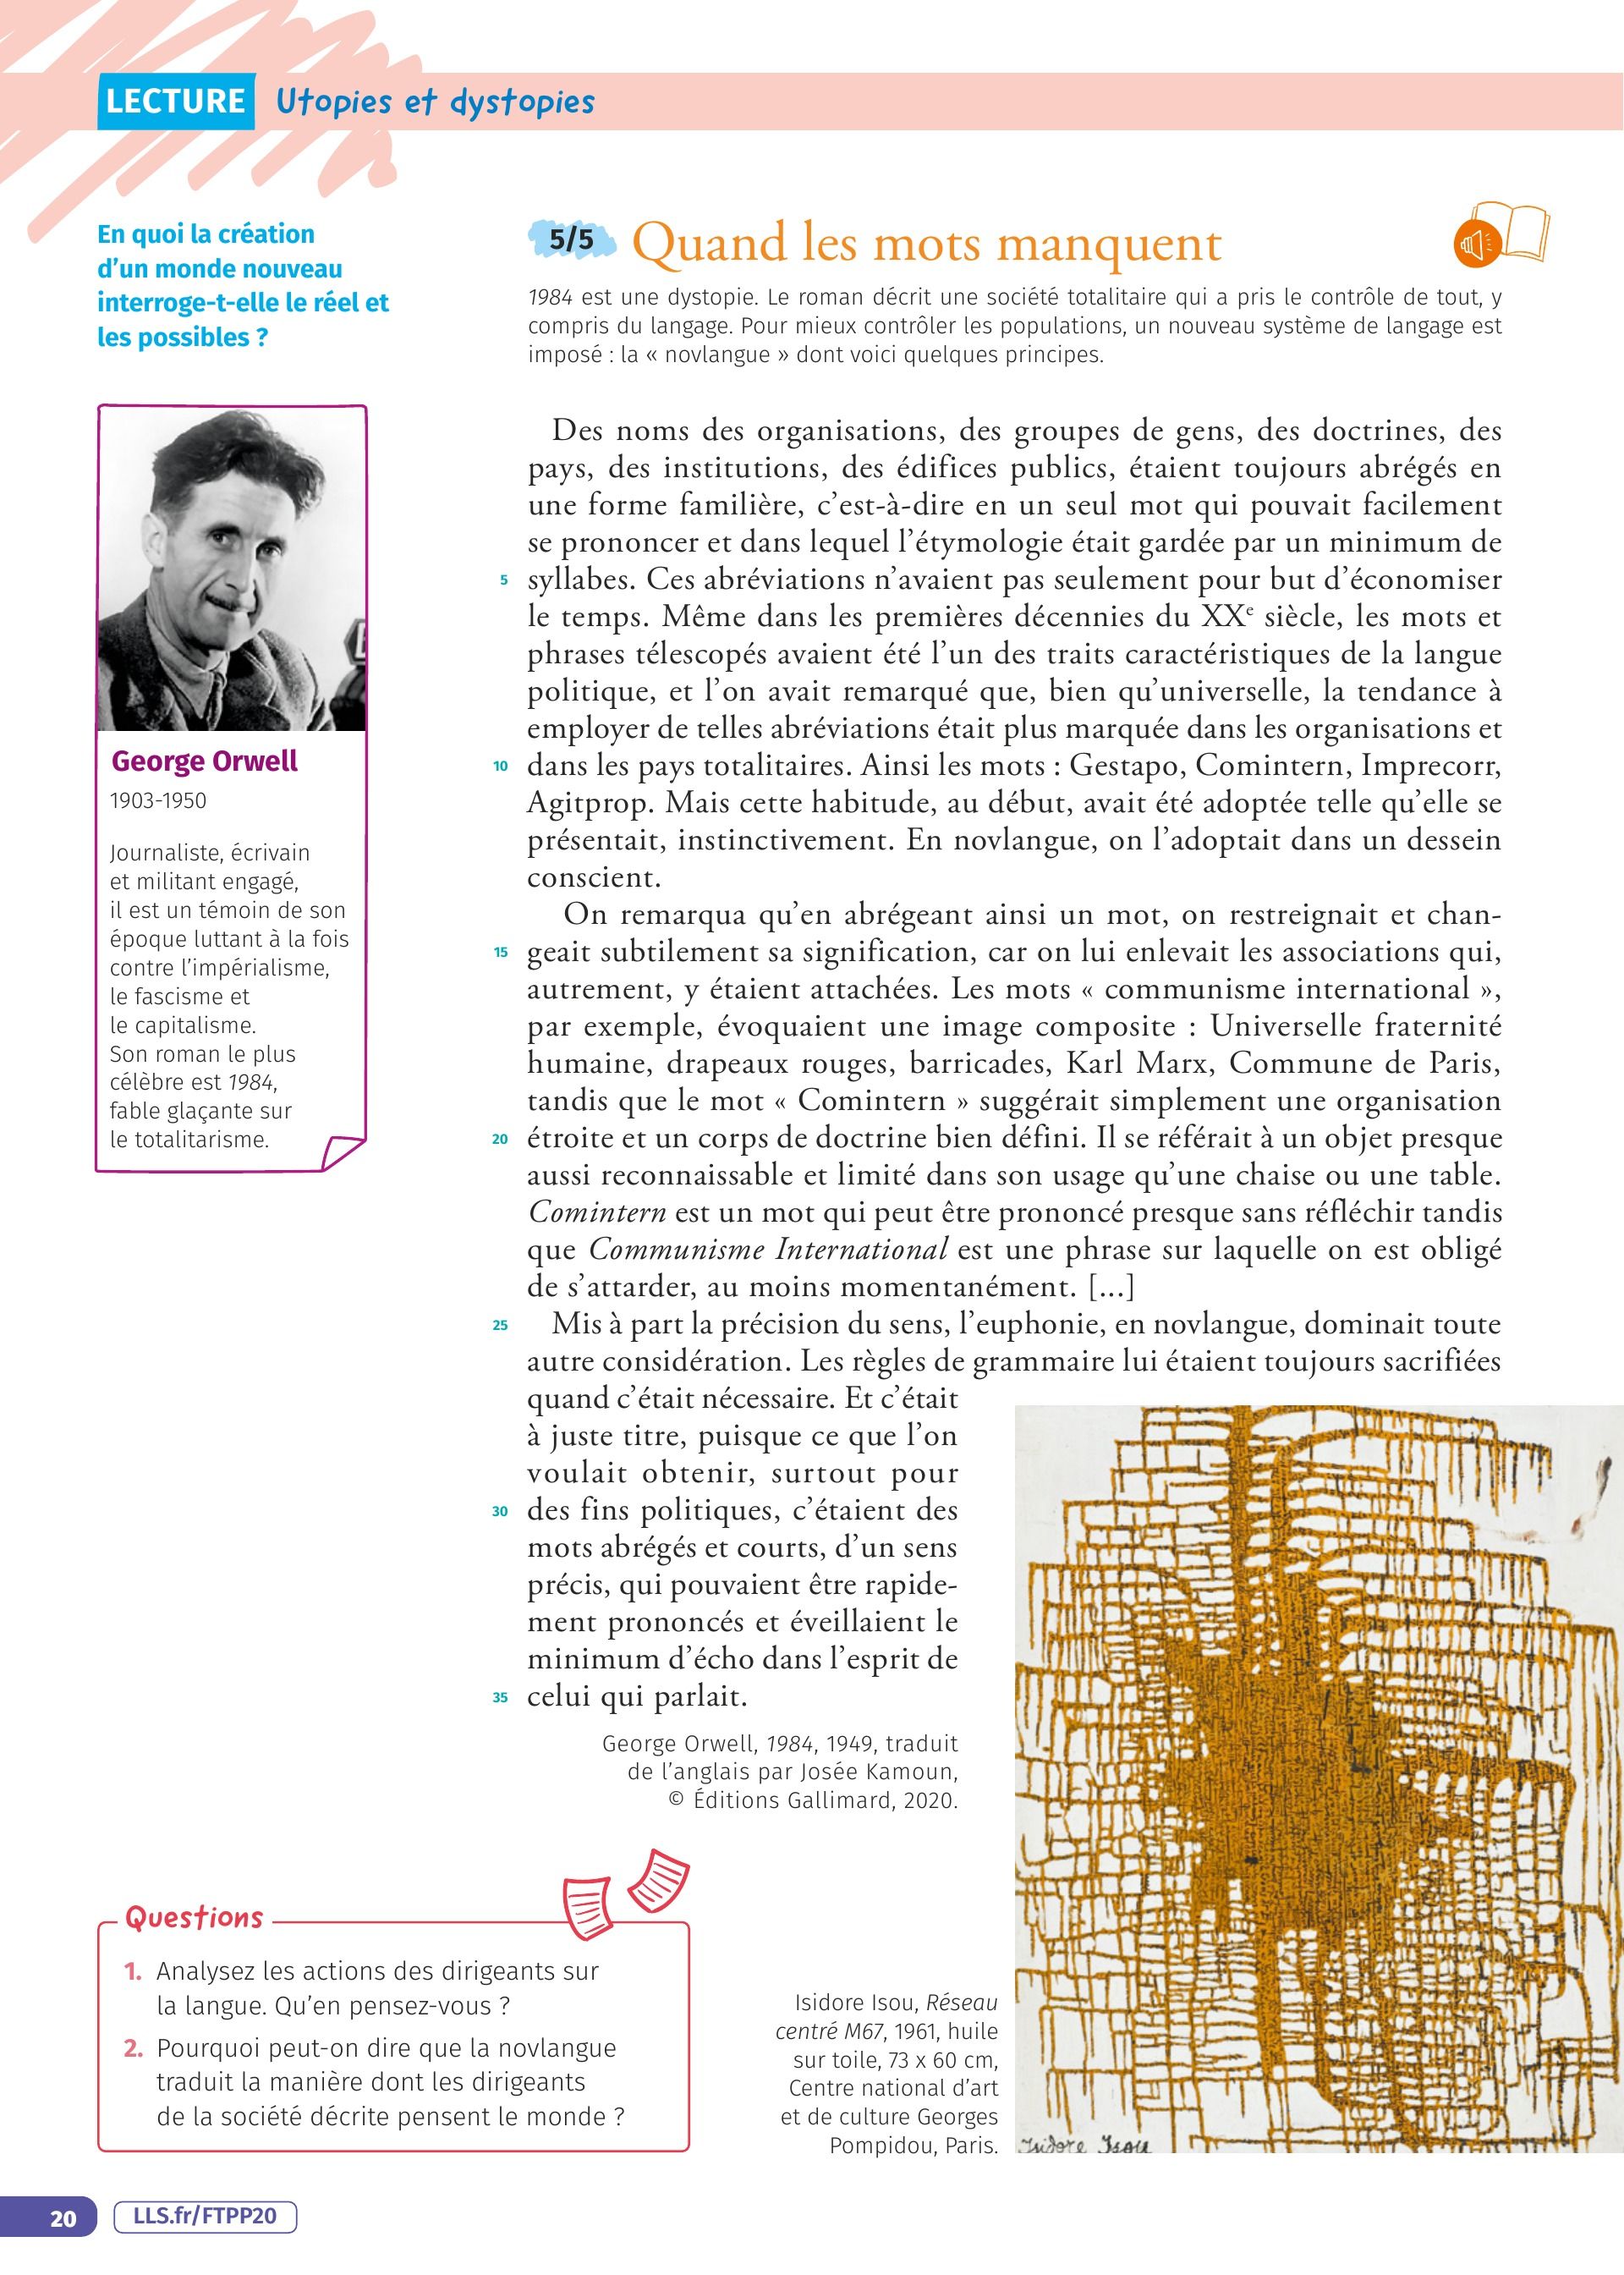 LECTURE Utopies et dystopies
En quoi la création
d'un monde nouveau
interroge-t-elle le réel et
les possibles ?
George Orwell
1903-1950
Journaliste, écrivain
et militant engagé,
il est un témoin de son
époque luttant à la fois
contre l'impérialisme,
le fascisme et
le capitalisme.
Son roman le plus
célèbre est 1984,
fable glaçante sur
le totalitarisme.
5/5 Quand les mots manquent
1984 est une dystopie. Le roman décrit une société totalitaire qui a pris le contrôle de tout, y
compris du langage. Pour mieux contrôler les populations, un nouveau système de langage est
imposé : la « novlangue » dont voici quelques principes.
Des noms des organisations, des groupes de gens, des doctrines, des
pays, des institutions, des édifices publics, étaient toujours abrégés en
une forme familière, c'est-à-dire en un seul mot qui pouvait facilement
se prononcer et dans lequel l'étymologie était gardée par un minimum de
5 syllabes. Ces abréviations n'avaient pas seulement pour but d'économiser
le temps. Même dans les premières décennies du XXe siècle, les mots et
phrases télescopés avaient été l'un des traits caractéristiques de la langue
politique, et l'on avait remarqué que, bien qu'universelle, la tendance à
employer de telles abréviations était plus marquée dans les organisations et
10 dans les pays totalitaires. Ainsi les mots : Gestapo, Comintern, Imprecorr,
Agitprop. Mais cette habitude, au début, avait été adoptée telle qu'elle se
présentait, instinctivement. En novlangue, on l'adoptait dans un dessein
conscient.
On remarqua qu'en abrégeant ainsi un mot, on restreignait et chan-
15 geait subtilement sa signification, car on lui enlevait les associations qui,
autrement, y étaient attachées. Les mots « communisme international »,
par exemple, évoquaient une image composite : Universelle fraternité
humaine, drapeaux rouges, barricades, Karl Marx, Commune de Paris,
tandis que le mot « Comintern » suggérait simplement une organisation
20 étroite et un corps de doctrine bien défini. Il se référait à un objet presque
aussi reconnaissable et limité dans son usage qu'une chaise ou une table.
Comintern est un mot qui peut être prononcé presque sans réfléchir tandis
que Communisme International est une phrase sur laquelle on est obligé
de s'attarder, au moins momentanément. [...]
25 Mis à part la précision du sens, l'euphonie, en novlangue, dominait toute
autre considération. Les règles de grammaire lui étaient toujours sacrifiées
quand c'était nécessaire. Et c'était
à juste titre, puisque ce que l'on
voulait obtenir, surtout pour
30 des fins politiques, c'étaient des
mots abrégés et courts, d'un sens
précis, qui pouvaient être rapide-
ment prononcés et éveillaient le
minimum d'écho dans l'esprit de
35 celui qui parlait.
George Orwell, 1984, 1949, traduit
de l'anglais par Josée Kamoun,
© Éditions Gallimard, 2020.
Questions
1. Analysez les actions des dirigeants sur
la langue. Qu'en pensez-vous ?
2. Pourquoi peut-on dire que la novlangue
traduit la manière dont les dirigeants
de la société décrite pensent le monde ?
Isidore Isou, Réseau
centré M67, 1961, huile
sur toile, 73 x 60 cm,
Centre national d'art
et de culture Georges
Pompidou, Paris.
Isidore Isou
20 LLS.fr/FTPP20